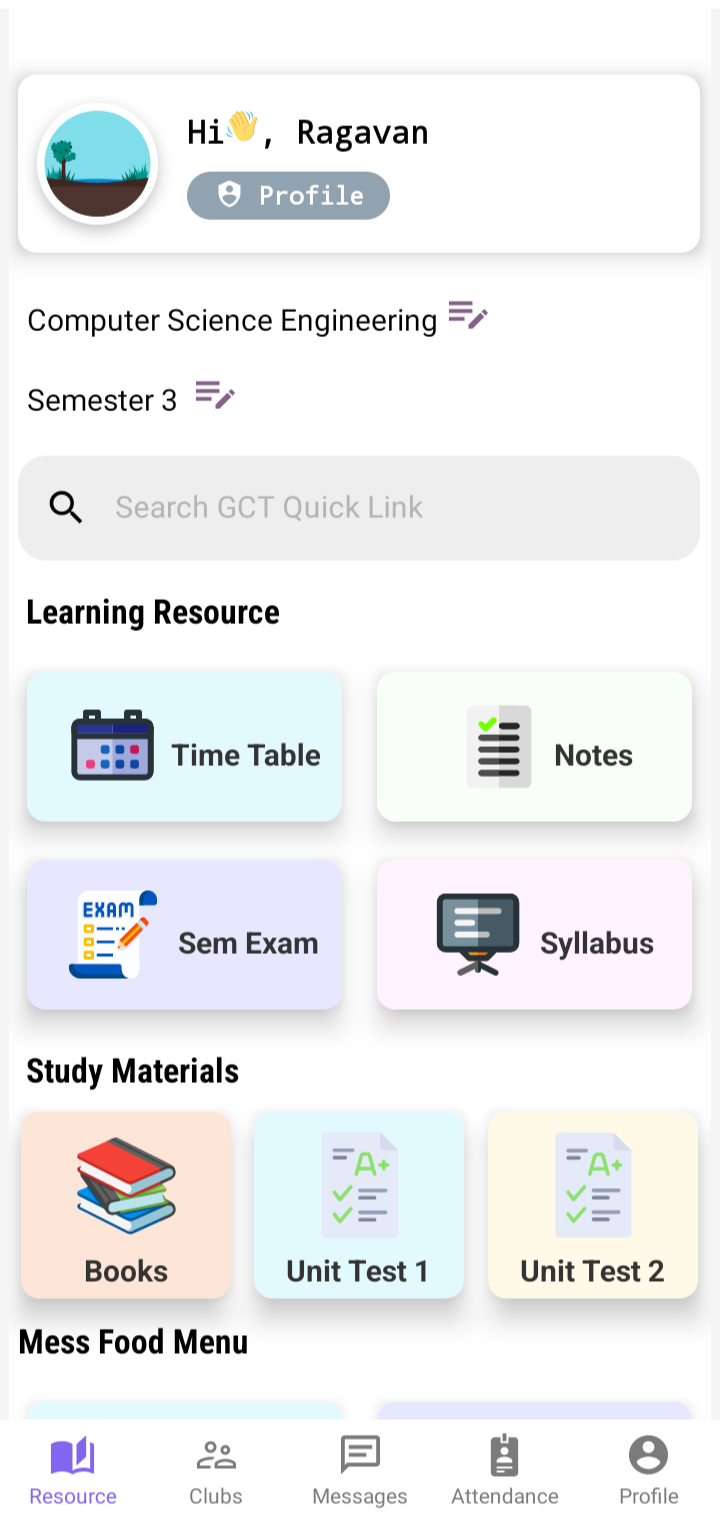 Hi👋, Ragavan
Profile
Computer Science Engineering
Semester 3
Search GCT Quick Link
Learning Resource
Time Table
Notes
EXAM
Sem Exam
Syllabus
Study Materials
A+
A+
Books
Unit Test 1
Unit Test 2
Mess Food Menu
Resource
Clubs
Messages
Attendance
Profile